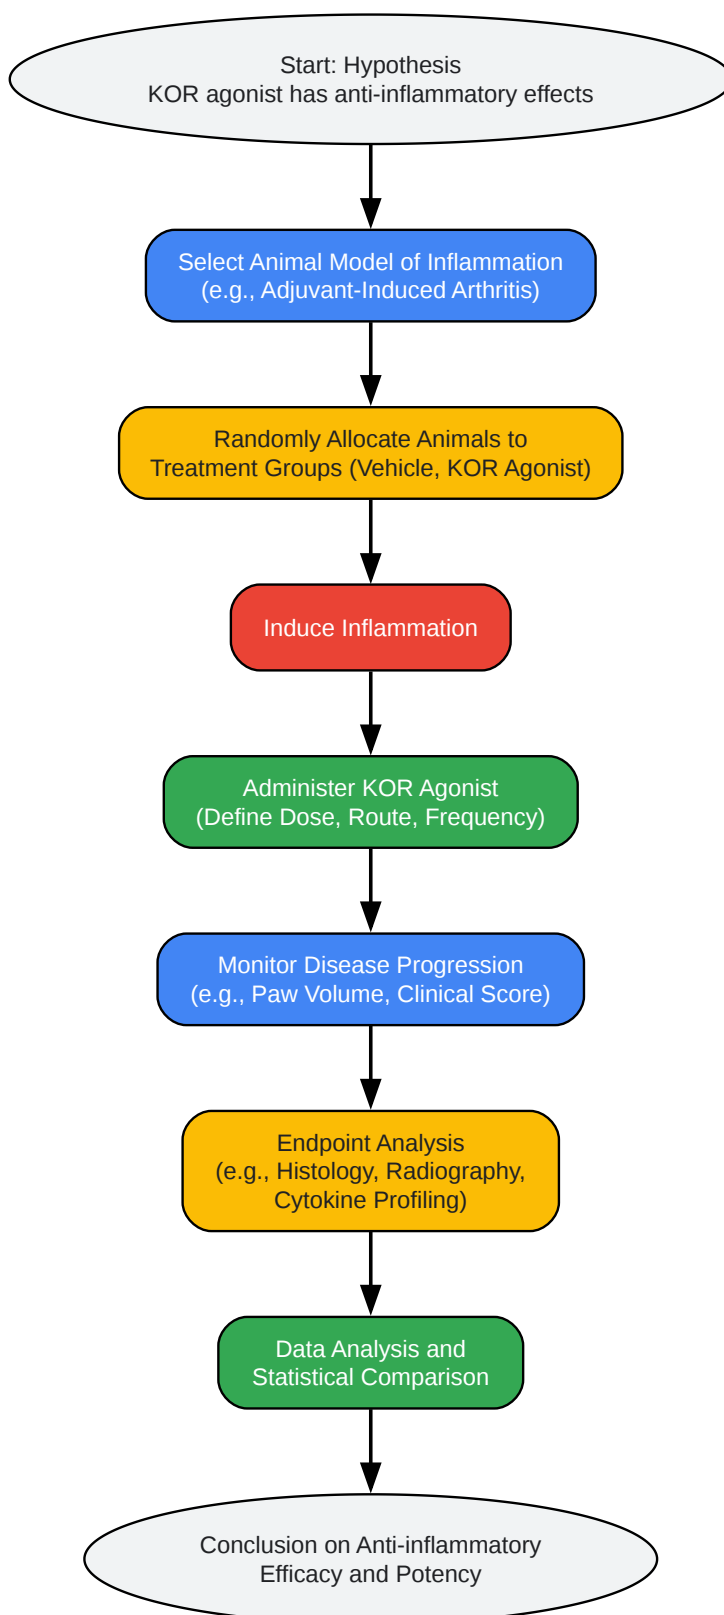 Start: Hypothesis
KOR agonist has anti-inflammatory effects
Select Animal Model of Inflammation
(e.g., Adjuvant-Induced Arthritis)
Randomly Allocate Animals to
Treatment Groups (Vehicle, KOR Agonist)
Induce Inflammation
Administer KOR Agonist
(Define Dose, Route, Frequency)
Monitor Disease Progression
(e.g., Paw Volume, Clinical Score)
Endpoint Analysis
(e.g., Histology, Radiography,
Cytokine Profiling)
Data Analysis and
Statistical Comparison
Conclusion on Anti-inflammatory
Efficacy and Potency